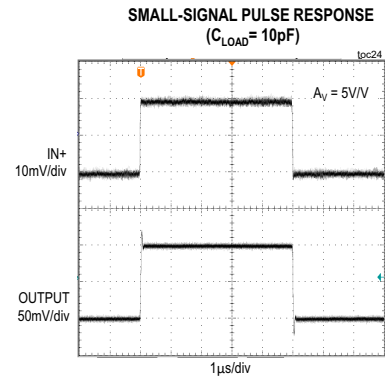 SMALL-SIGNAL PULSE RESPONSE
(CLOAD= 10pF)
toc24
T
AV = 5V/V
IN+
10mV/div
OUTPUT
50mV/div
1µs/div